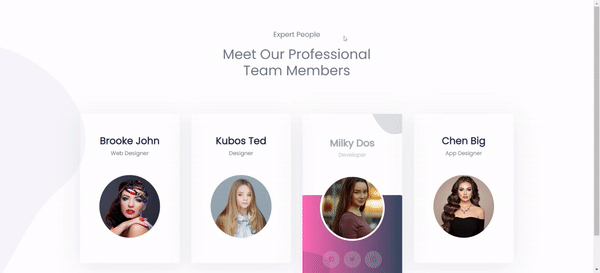 Expert People
Meet Our Professional
Team Members
Brooke John
Web Designer
Kubos Ted
Designer
Milky Dos
Developer
Chen Big
App Designer